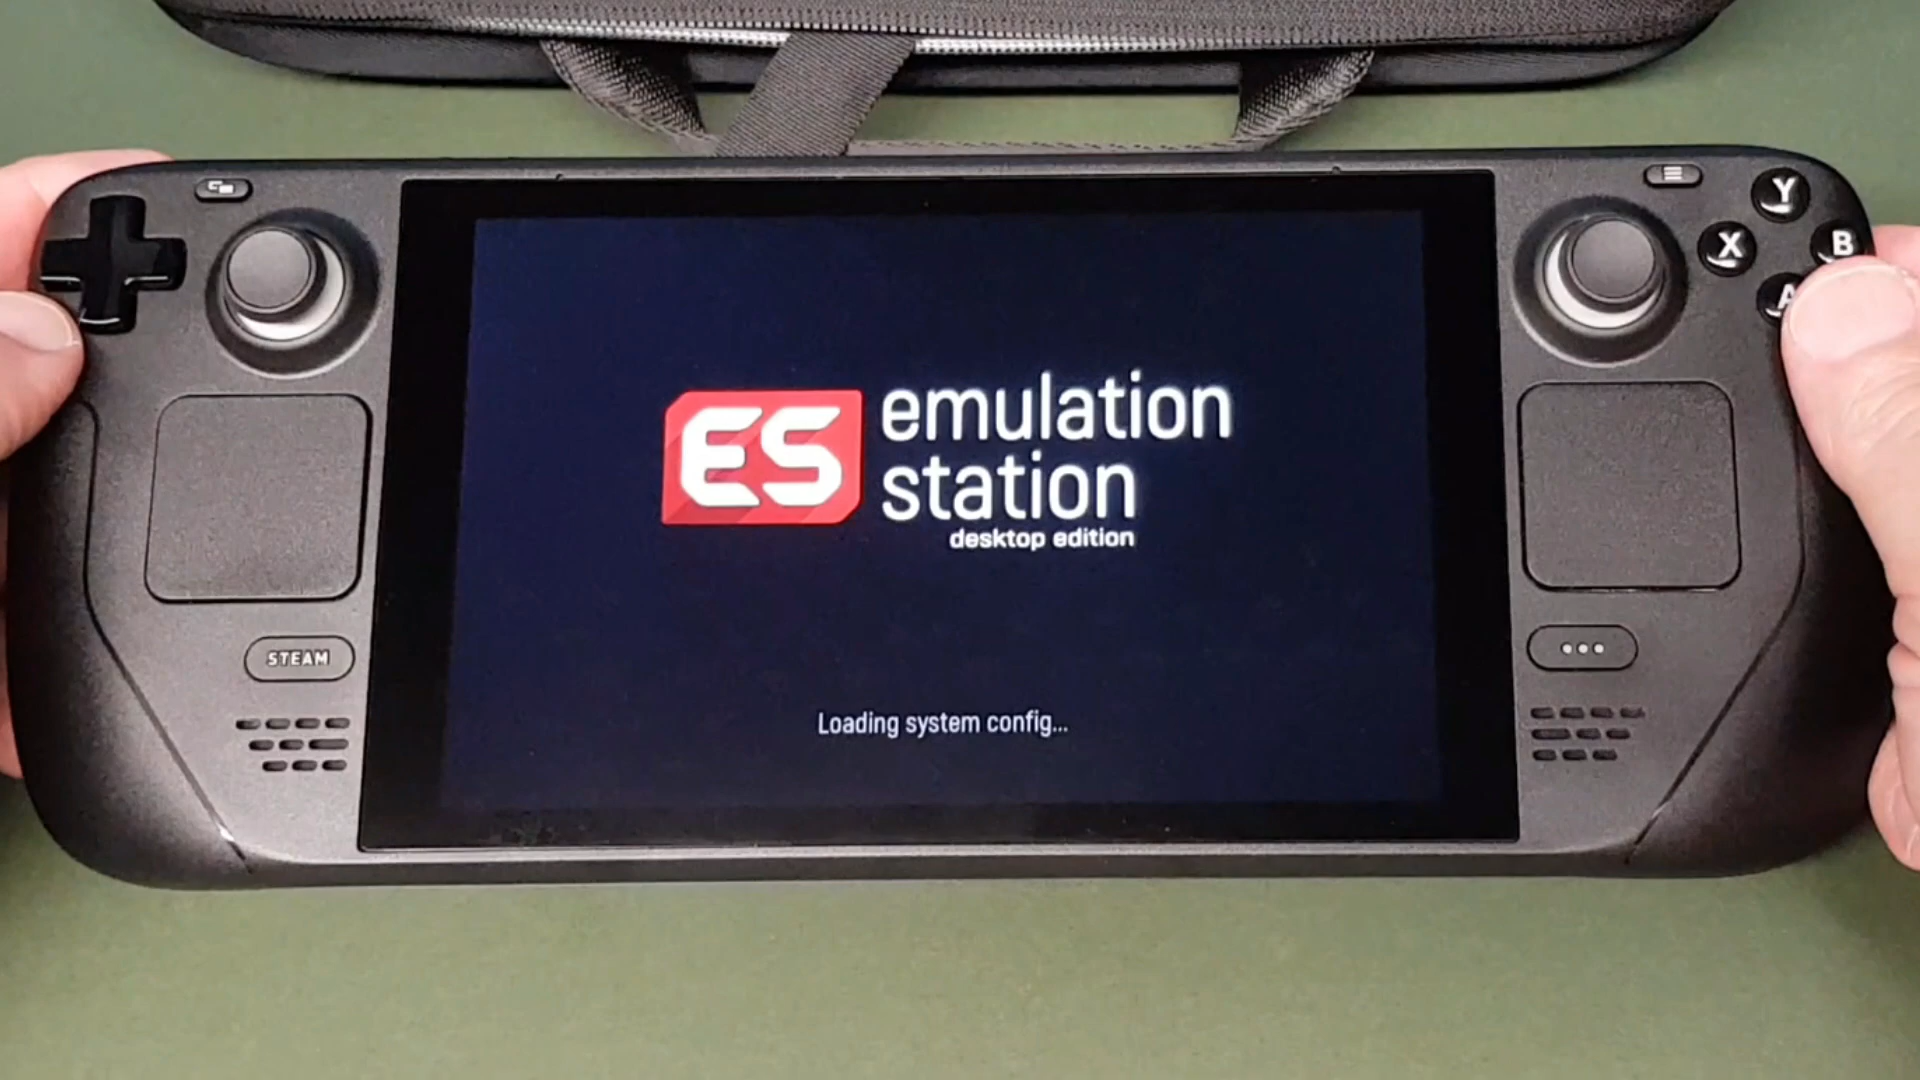 Y
X
B
A
ES
emulation
station
desktop edition
STEAM
Loading system config...